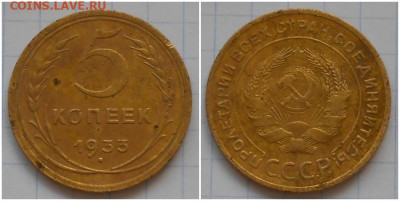 COINS.LAVE.RU
5
КОПЕЕК
1933
ПРОЛЕТАРИИ ВСЕХ СТРАН, СОЕДИНЯЙТЕСЬ!
СССР